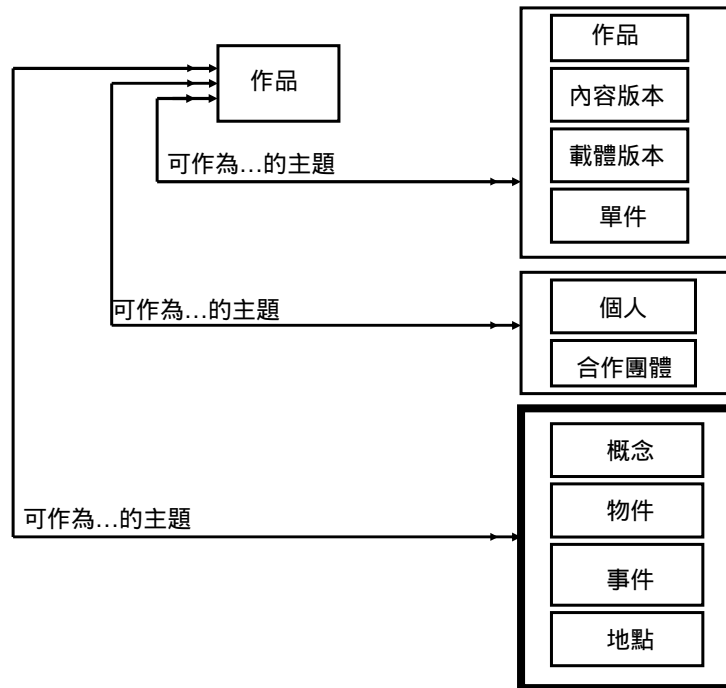 作品
作品
內容版本
載體版本
可作為...的主題
單件
個人
可作為...的主題
合作團體
概念
物件
可作為...的主題
事件
地點